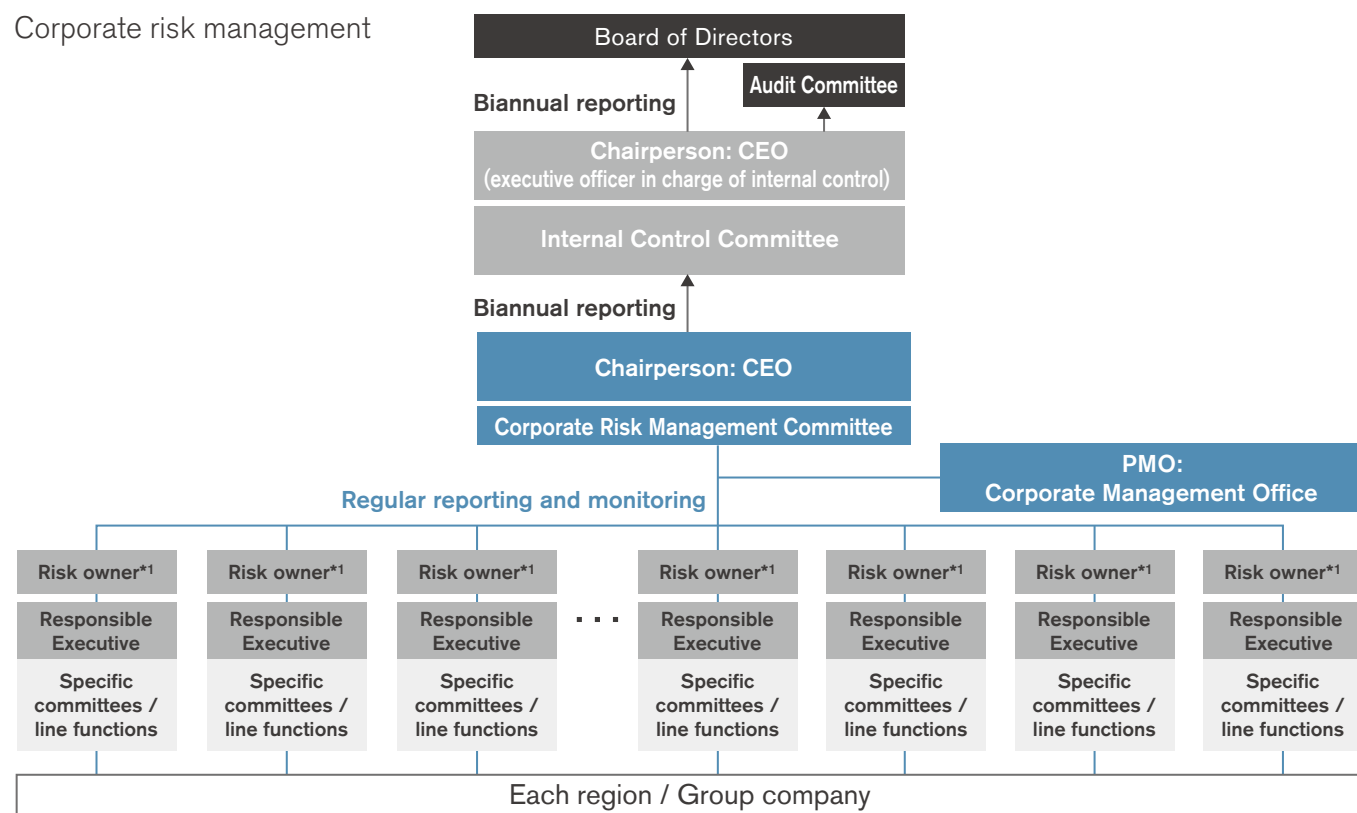 Corporate risk management
Board of Directors
Audit Committee
Biannual reporting
Chairperson: CEO
(executive officer in charge of internal control)
Internal Control Committee
Biannual reporting
Chairperson: CEO
Corporate Risk Management Committee
PMO:
Corporate Management Office
Regular reporting and monitoring
Risk owner*1
Responsible
Executive
Specific
committees /
line functions
Risk owner*1
Responsible
Executive
Specific
committees /
line functions
Risk owner*1
Responsible
Executive
Specific
committees /
line functions
...
Risk owner*1
Responsible
Executive
Specific
committees /
line functions
Risk owner*1
Responsible
Executive
Specific
committees /
line functions
Risk owner*1
Responsible
Executive
Specific
committees /
line functions
Risk owner*1
Responsible
Executive
Specific
committees /
line functions
Each region / Group company